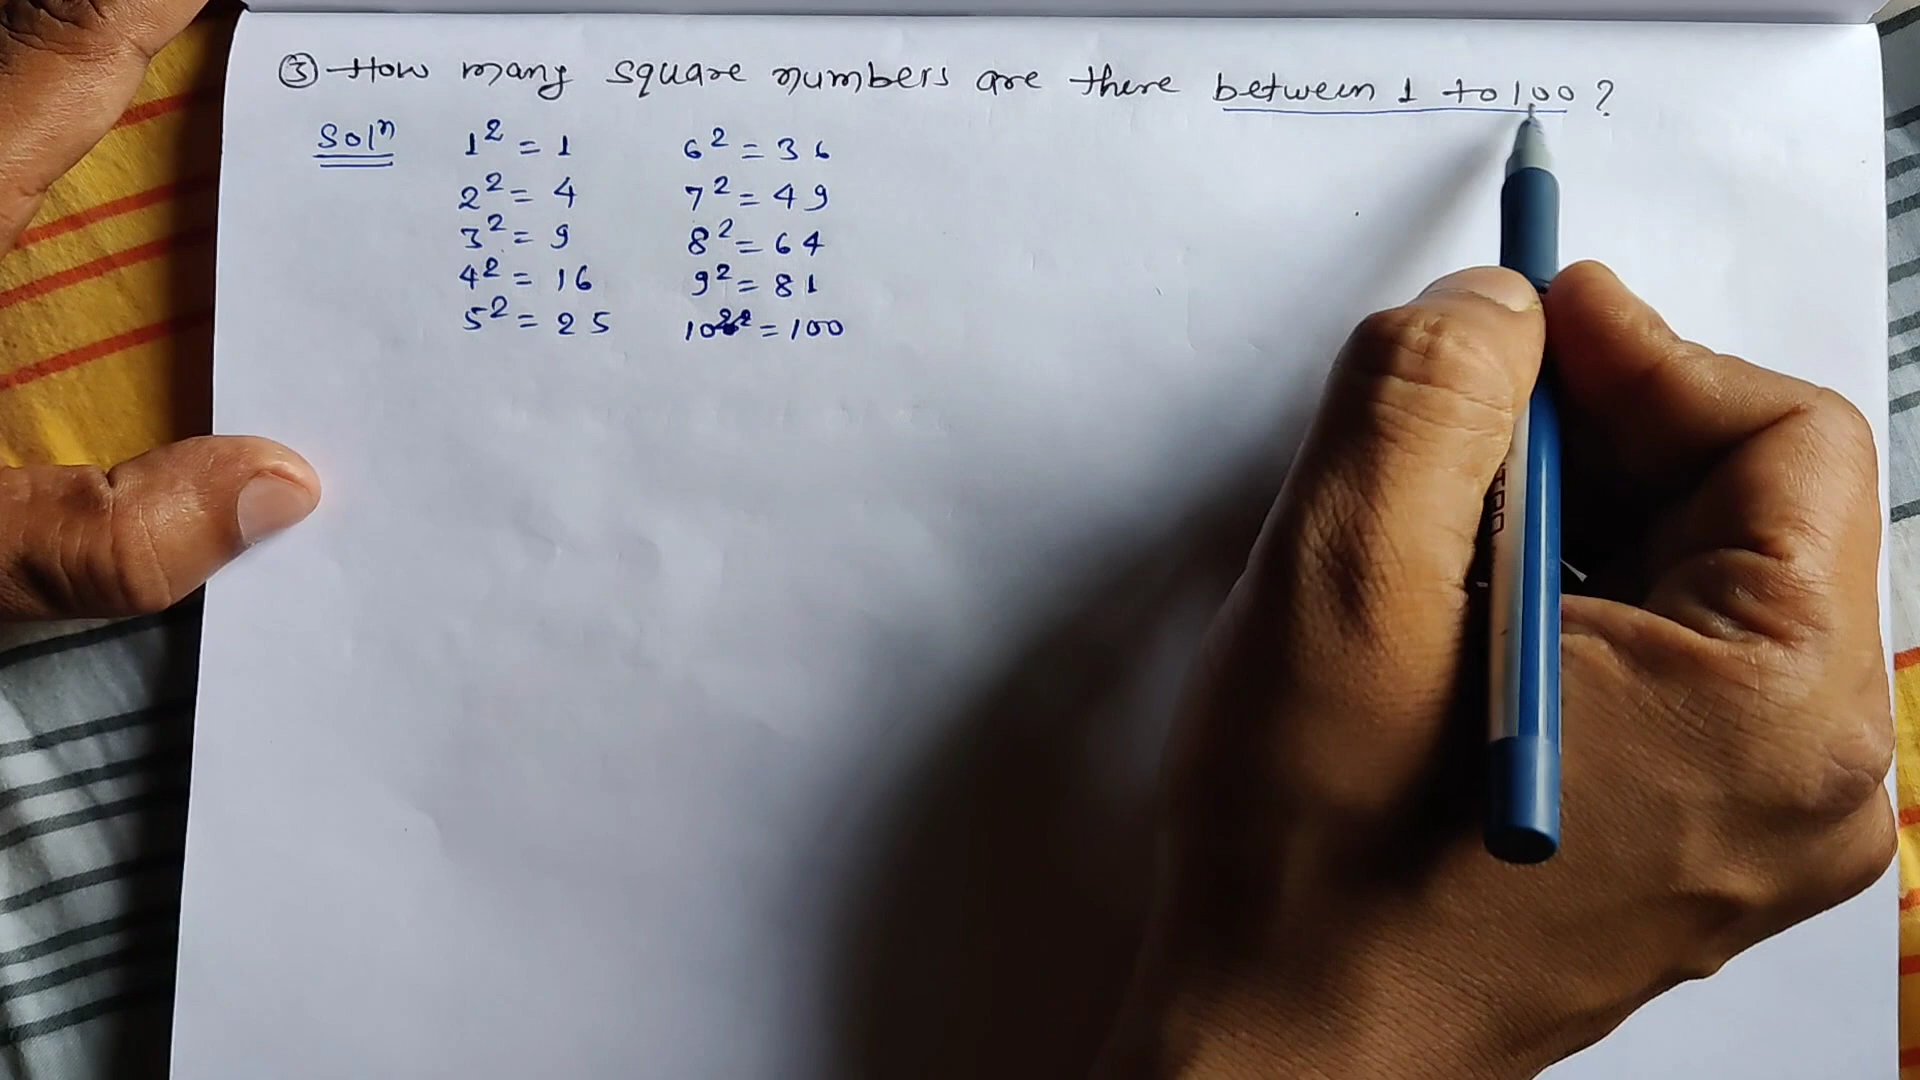 ③ How many square numbers are there between 1 to 100 ?
Solⁿ
1² = 1
2² = 4
3² = 9
4² = 16
5² = 25
6² = 36
7² = 49
8² = 64
9² = 81
10² = 100